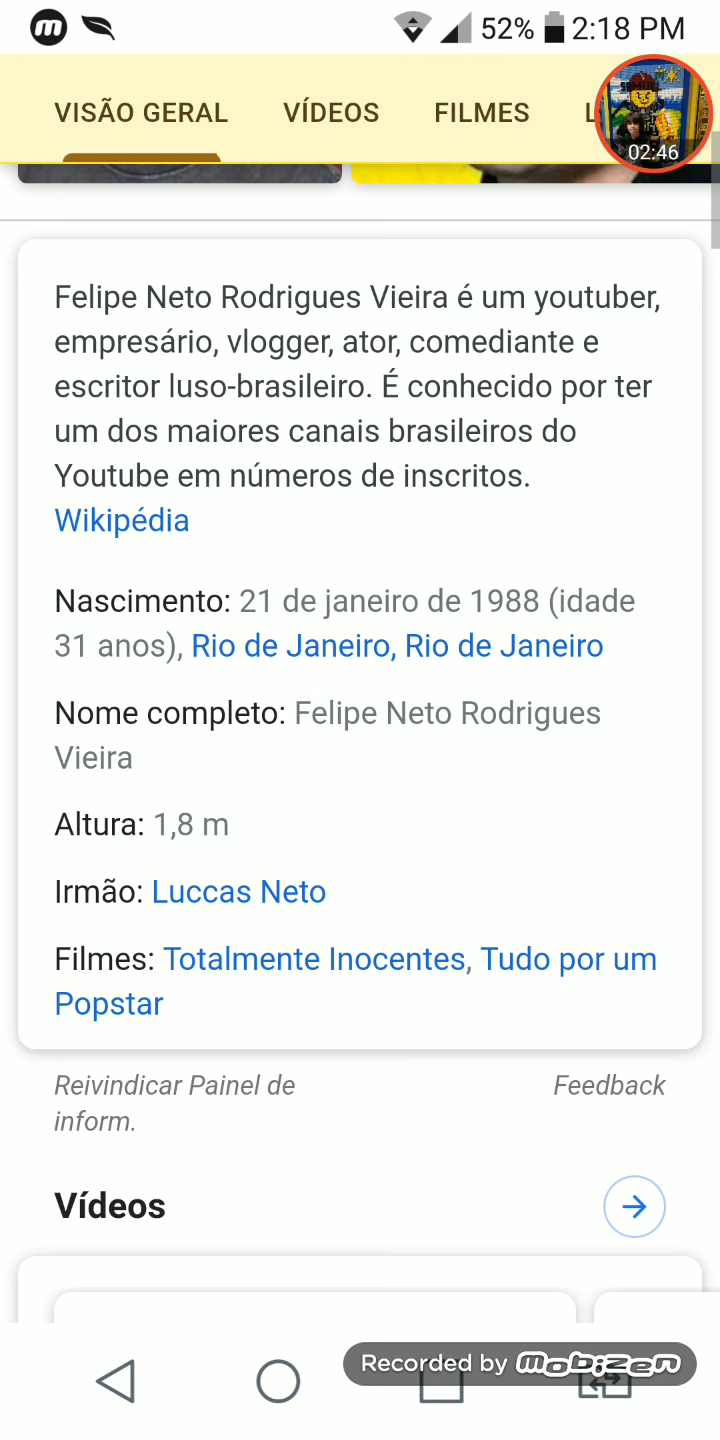 52% 2:18 PM
VISÃO GERAL VÍDEOS FILMES L
02:46
Felipe Neto Rodrigues Vieira é um youtuber,
empresário, vlogger, ator, comediante e
escritor luso-brasileiro. É conhecido por ter
um dos maiores canais brasileiros do
Youtube em números de inscritos.
Wikipédia
Nascimento: 21 de janeiro de 1988 (idade
31 anos), Rio de Janeiro, Rio de Janeiro
Nome completo: Felipe Neto Rodrigues
Vieira
Altura: 1,8 m
Irmão: Luccas Neto
Filmes: Totalmente Inocentes, Tudo por um
Popstar
Reivindicar Painel de
inform.
Feedback
Vídeos
Recorded by mobizen